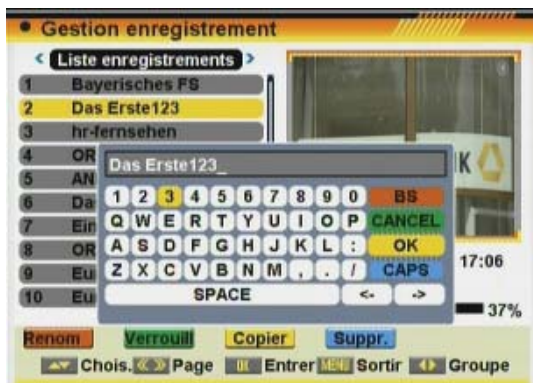 Gestion enregistrement
Liste enregistrements
1 Bayerisches FS
2 Das Erste123
3 hr-fernsehen
4 OR
5 AN
6 Da
7 Ein
8 OR
9 Eu
10 Eu
Das Erste123_
1 2 3 4 5 6 7 8 9 0 BS
Q W E R T Y U I O P CANCEL
A S D F G H J K L : OK
Z X C V B N M , . / CAPS
SPACE <- ->
K
17:06
37%
Renom Verrouill Copier Suppr.
Chois. Page OK Entrer MENU Sortir Groupe